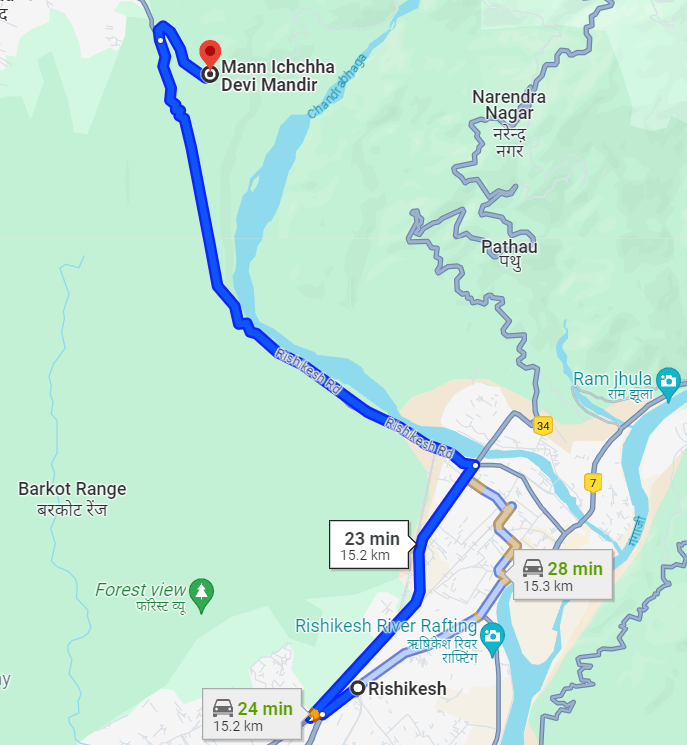 द
Mann Ichchha
Devi Mandir
Chandrabhaga
Narendra
Nagar
नरेन्द्र
नगर
Pathau
पथु
Rishikesh Rd
Ram jhula
राम झूला
Rishikesh Rd
34
7
Barkot Range
बरकोट रेंज
गंगाजी
23 min
15.2 km
28 min
15.3 km
Forest view
फॉरेस्ट व्यू
Rishikesh River Rafting
ऋषिकेश रिवर
राफ्टिंग
Rishikesh
24 min
15.2 km